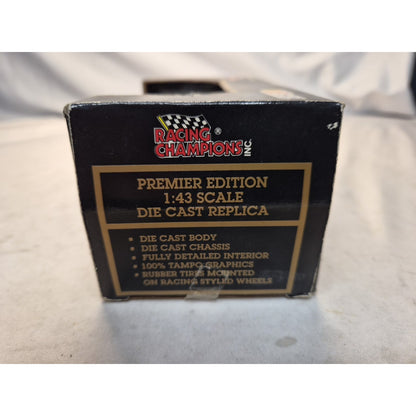 RACING ®
CHAMPIONS INC.
PREMIER EDITION
1:43 SCALE
DIE CAST REPLICA
• DIE CAST BODY
• DIE CAST CHASSIS
• FULLY DETAILED INTERIOR
• 100% TAMPO GRAPHICS
• RUBBER TIRES MOUNTED
ON RACING STYLED WHEELS